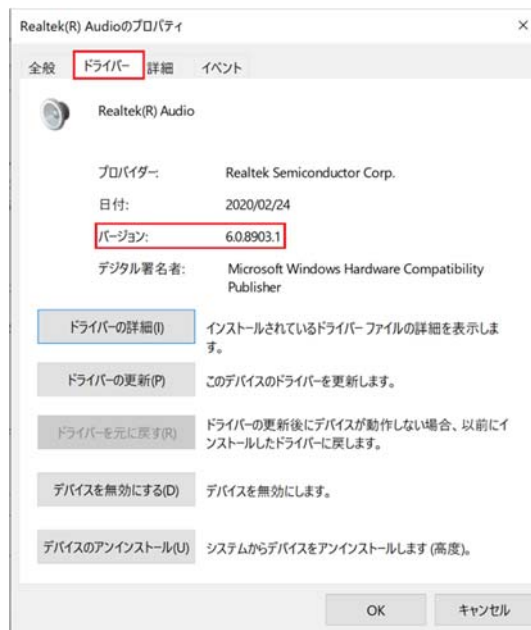 Realtek(R) Audioのプロパティ
全般 ドライバー 詳細 イベント
Realtek(R) Audio
プロバイダー: Realtek Semiconductor Corp.
日付: 2020/02/24
バージョン: 6.0.8903.1
デジタル署名者: Microsoft Windows Hardware Compatibility
Publisher
ドライバーの詳細(I) インストールされているドライバー ファイルの詳細を表示しま
す。
ドライバーの更新(P) このデバイスのドライバーを更新します。
ドライバーを元に戻す(R) ドライバーの更新後にデバイスが動作しない場合、以前にイ
ンストールしたドライバーに戻します。
デバイスを無効にする(D) デバイスを無効にします。
デバイスのアンインストール(U) システムからデバイスをアンインストールします (高度)。
OK キャンセル